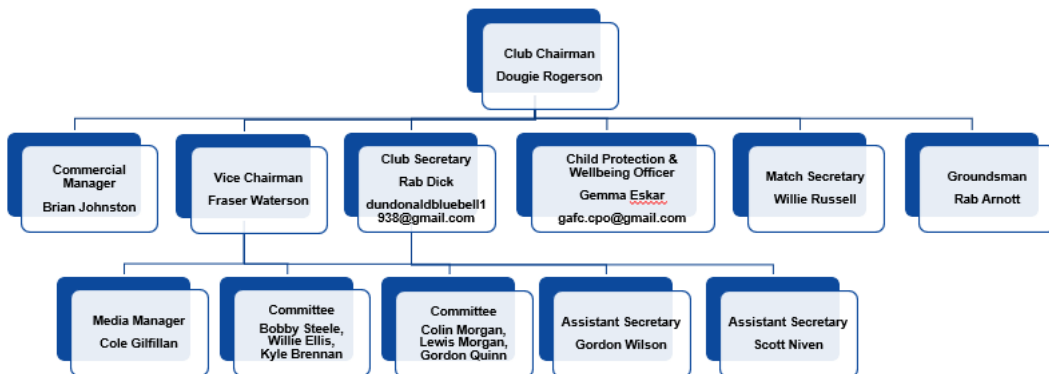 Club Chairman
Dougie Rogerson
Commercial
Manager
Brian Johnston
Vice Chairman
Fraser Waterson
Club Secretary
Rab Dick
dundonaldbluebell1
938@gmail.com
Child Protection &
Wellbeing Officer
Gemma Eskar
gafc.cpo@gmail.com
Match Secretary
Willie Russell
Groundsman
Rab Arnott
Media Manager
Cole Gilfillan
Committee
Bobby Steele,
Willie Ellis,
Kyle Brennan
Committee
Colin Morgan,
Lewis Morgan,
Gordon Quinn
Assistant Secretary
Gordon Wilson
Assistant Secretary
Scott Niven